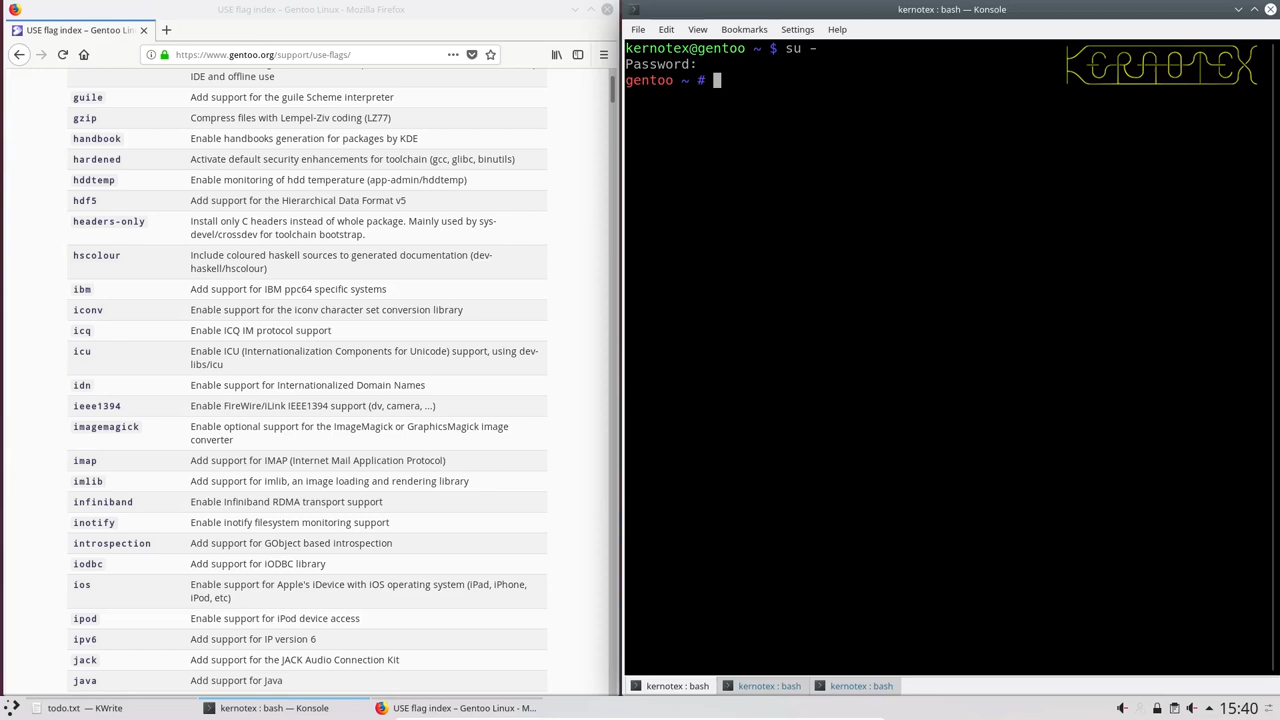 USE flag index – Gentoo Linux - Mozilla Firefox
USE flag index – Gentoo Lin
https://www.gentoo.org/support/use-flags/
IDE and offline use
guile Add support for the guile Scheme interpreter
gzip Compress files with Lempel-Ziv coding (LZ77)
handbook Enable handbooks generation for packages by KDE
hardened Activate default security enhancements for toolchain (gcc, glibc, binutils)
hddtemp Enable monitoring of hdd temperature (app-admin/hddtemp)
hdf5 Add support for the Hierarchical Data Format v5
headers-only Install only C headers instead of whole package. Mainly used by sys-
devel/crossdev for toolchain bootstrap.
hscolour Include coloured haskell sources to generated documentation (dev-
haskell/hscolour)
ibm Add support for IBM ppc64 specific systems
iconv Enable support for the iconv character set conversion library
icq Enable ICQ IM protocol support
icu Enable ICU (Internationalization Components for Unicode) support, using dev-
libs/icu
idn Enable support for Internationalized Domain Names
ieee1394 Enable FireWire/iLink IEEE1394 support (dv, camera, ...)
imagemagick Enable optional support for the ImageMagick or GraphicsMagick image
converter
imap Add support for IMAP (Internet Mail Application Protocol)
imlib Add support for imlib, an image loading and rendering library
infiniband Enable Infiniband RDMA transport support
inotify Enable inotify filesystem monitoring support
introspection Add support for GObject based introspection
iodbc Add support for iODBC library
ios Enable support for Apple's iDevice with iOS operating system (iPad, iPhone,
iPod, etc)
ipod Enable support for iPod device access
ipv6 Add support for IP version 6
jack Add support for the JACK Audio Connection Kit
java Add support for Java
kernotex : bash — Konsole
File Edit View Bookmarks Settings Help
kernotex@gentoo ~ $ su -
Password:
gentoo ~ #
KERNOTEX
kernotex : bash kernotex : bash kernotex : bash
todo.txt — KWrite kernotex : bash — Konsole USE flag index – Gentoo Linux - M... 15:40